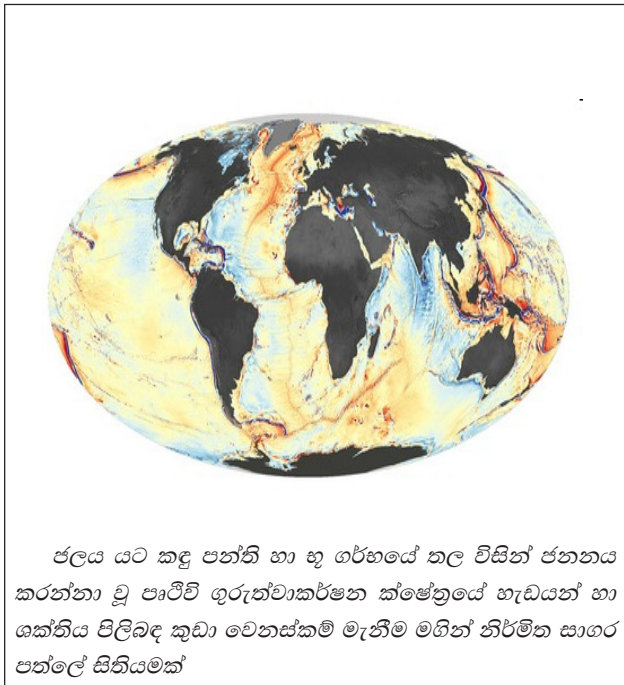 ජලය යට කඳු පන්ති හා භූ ගර්භයේ තල විසින් ජනනය
කරන්නා වූ පෘථිවි ගුරුත්වාකර්ෂන ක්ෂේත්‍රයේ හැඩයන් හා
ශක්තිය පිලිබඳ කුඩා වෙනස්කම් මැනීම මගින් නිර්මිත සාගර
පත්ලේ සිතියමක්